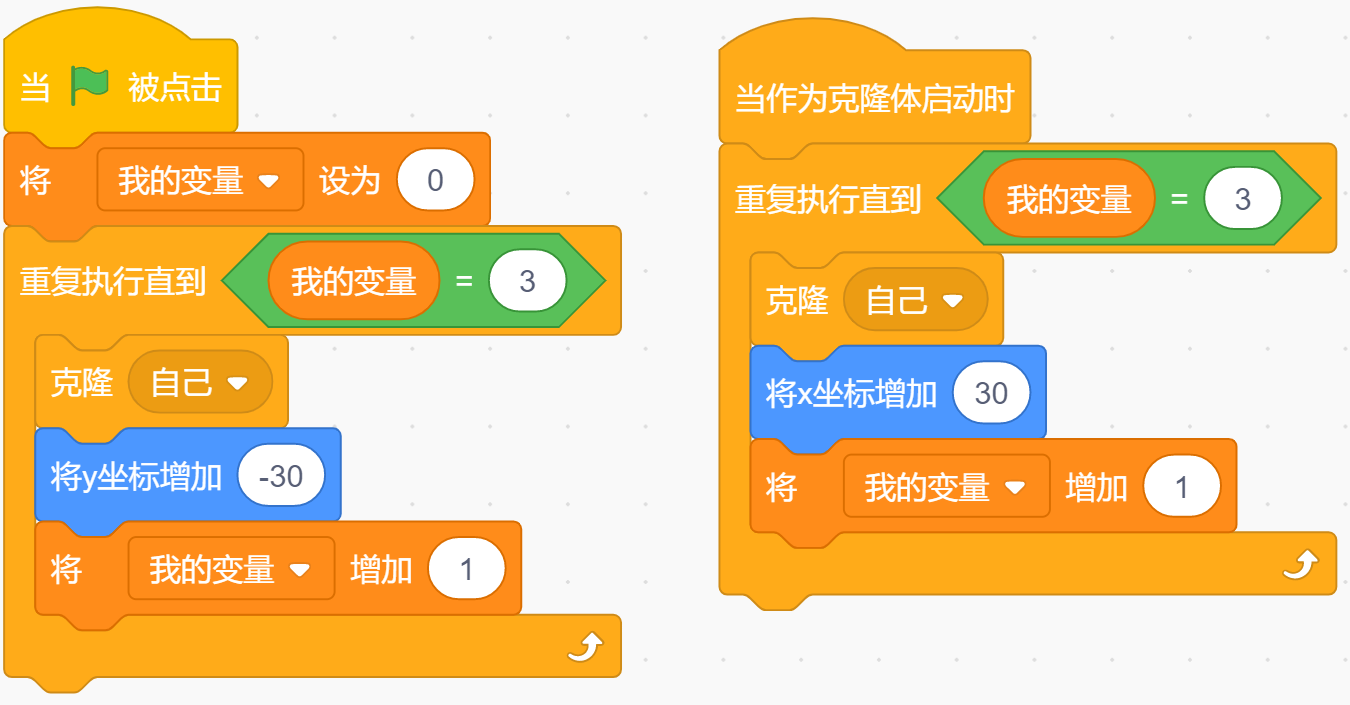 当 被点击
将 我的变量 设为 0
重复执行直到 我的变量 = 3
克隆 自己
将y坐标增加 -30
将 我的变量 增加 1
当作为克隆体启动时
重复执行直到 我的变量 = 3
克隆 自己
将x坐标增加 30
将 我的变量 增加 1